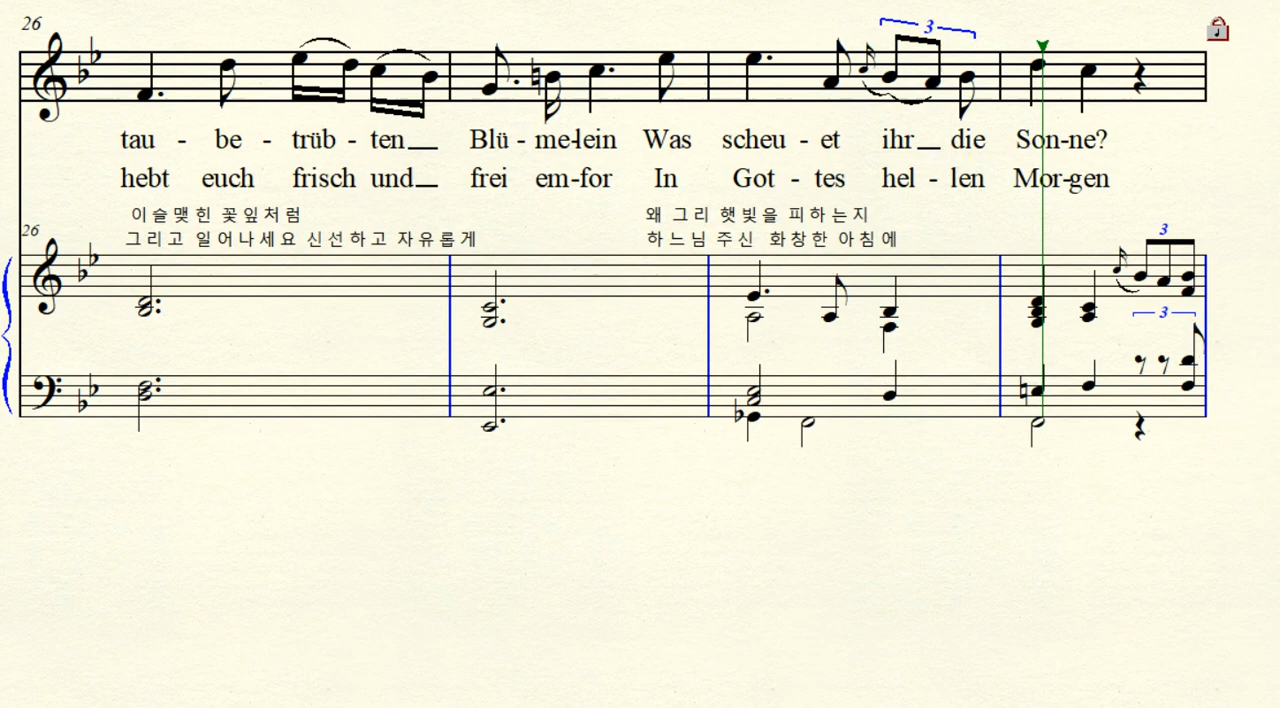 26
3
tau - be - trüb - ten Blü - me-lein Was scheu - et ihr die Son-ne?
hebt euch frisch und frei em-for In Got - tes hel - len Mor-gen
이슬 맺힌 꽃잎처럼 왜 그리 햇빛을 피하는지
그리고 일어나세요 신선하고 자유롭게 하느님 주신 화창한 아침에
26
3
3